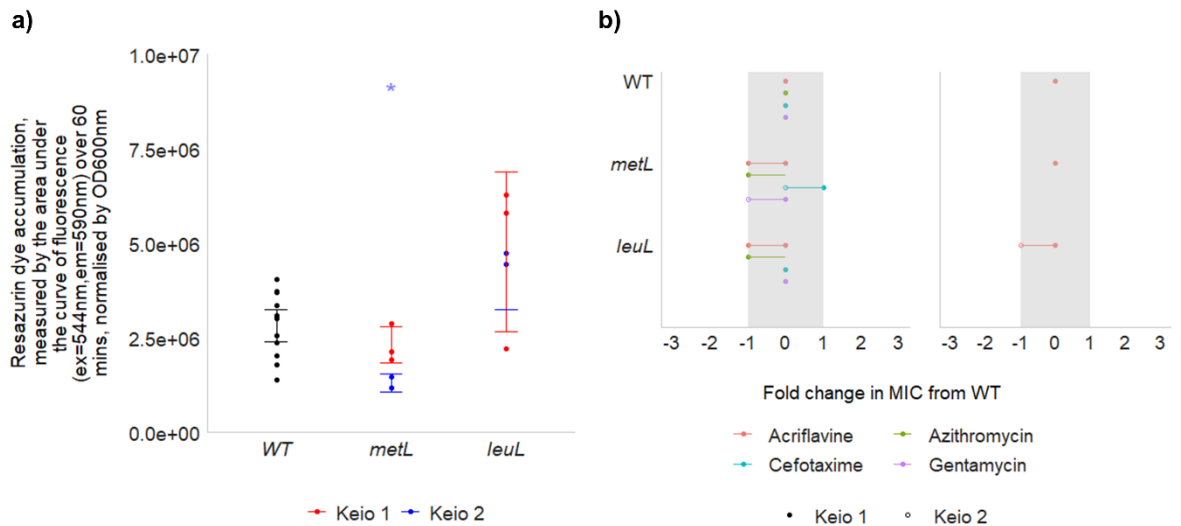 a)
Resazurin dye accumulation,
measured by the area under
the curve of fluorescence
(ex=544nm,em=590nm) over 60
mins, normalised by OD600nm
1.0e+07
7.5e+06
5.0e+06
2.5e+06
0.0e+00
*
WT
metL
leuL
Keio 1
Keio 2
b)
WT
metL
leuL
-3 -2 -1 0 1 2 3
-3 -2 -1 0 1 2 3
Fold change in MIC from WT
Acriflavine
Azithromycin
Cefotaxime
Gentamycin
Keio 1
Keio 2